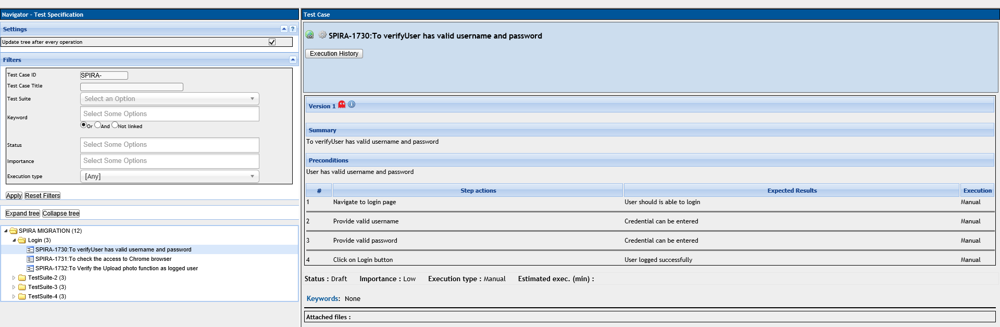 Navigator - Test Specification
Settings
?
Update tree after every operation
Filters
Test Case ID
SPIRA-
Test Case Title
Test Suite
Select an Option
Keyword
Select Some Options
Or And Not linked
Status
Select Some Options
Importance
Select Some Options
Execution type
[Any]
Apply Reset Filters
Expand tree Collapse tree
SPIRA MIGRATION (12)
Login (3)
SPIRA-1730:To verifyUser has valid username and password
SPIRA-1731:To check the access to Chrome browser
SPIRA-1732:To Verify the Upload photo function as logged user
TestSuite-2 (3)
TestSuite-3 (3)
TestSuite-4 (3)
Test Case
SPIRA-1730:To verifyUser has valid username and password
Execution History
Version 1
Summary
To verifyUser has valid username and password
Preconditions
User has valid username and password
# Step actions Expected Results Execution
1 Navigate to login page User should is able to login Manual
2 Provide valid username Credential can be entered Manual
3 Provide valid password Credential can be entered Manual
4 Click on Login button User logged successfully Manual
Status : Draft Importance : Low Execution type : Manual Estimated exec. (min) :
Keywords: None
Attached files :